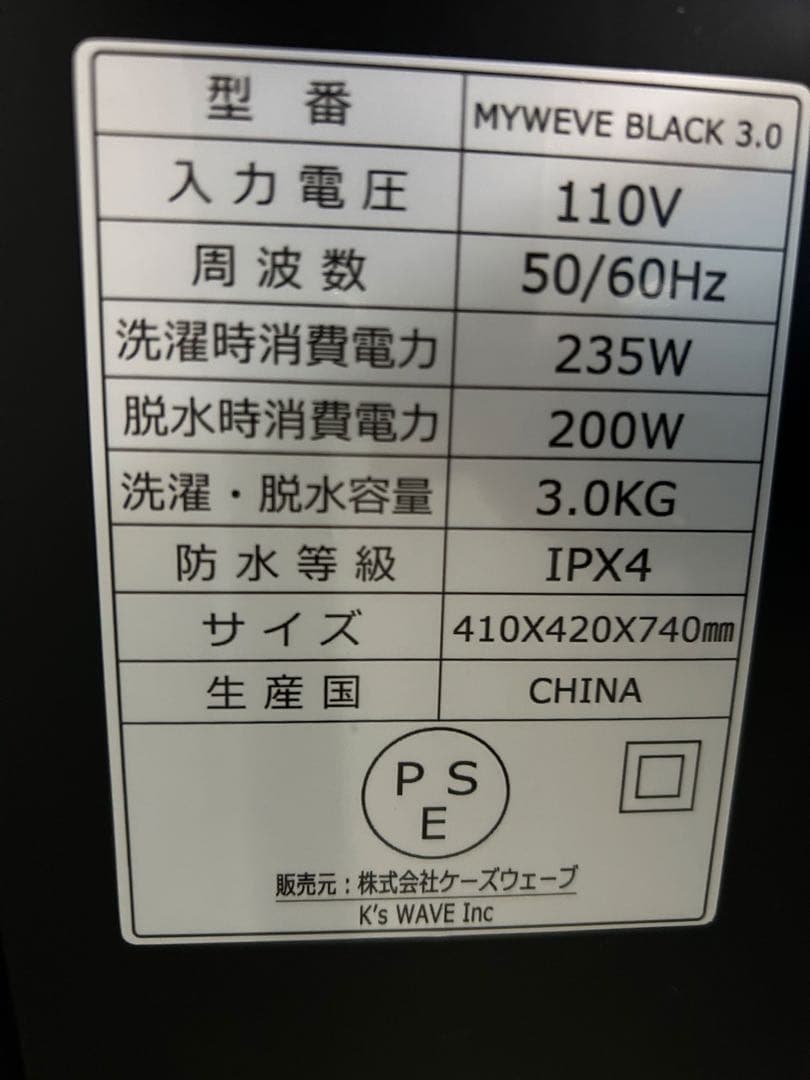 型 番 MYWEVE BLACK 3.0
入力電圧 110V
周波数 50/60Hz
洗濯時消費電力 235W
脱水時消費電力 200W
洗濯・脱水容量 3.0KG
防水等級 IPX4
サイズ 410X420X740㎜
生産国 CHINA
P S
E
販売元：株式会社ケーズウェーブ
K's WAVE Inc